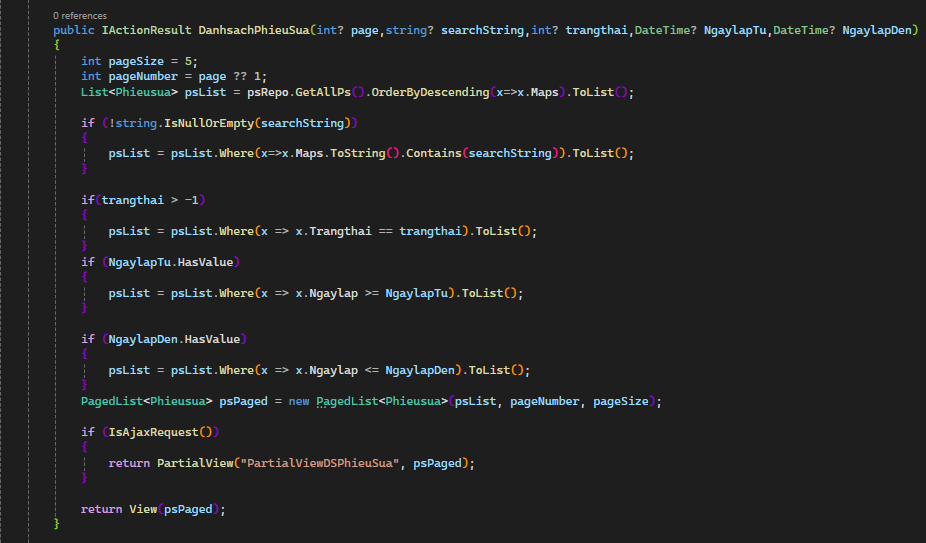 0 references
public IActionResult DanhsachPhieuSua(int? page,string? searchString,int? trangthai,DateTime? NgaylapTu,DateTime? NgaylapDen)
{
int pageSize = 5;
int pageNumber = page ?? 1;
List<Phieusua> psList = psRepo.GetAllPs().OrderByDescending(x=>x.Maps).ToList();
if (!string.IsNullOrEmpty(searchString))
{
psList = psList.Where(x=>x.Maps.ToString().Contains(searchString)).ToList();
}
if(trangthai > -1)
{
psList = psList.Where(x => x.Trangthai == trangthai).ToList();
}
if (NgaylapTu.HasValue)
{
psList = psList.Where(x => x.Ngaylap >= NgaylapTu).ToList();
}
if (NgaylapDen.HasValue)
{
psList = psList.Where(x => x.Ngaylap <= NgaylapDen).ToList();
}
PagedList<Phieusua> psPaged = new PagedList<Phieusua>(psList, pageNumber, pageSize);
if (IsAjaxRequest())
{
return PartialView("PartialViewDSPhieuSua", psPaged);
}
return View(psPaged);
}